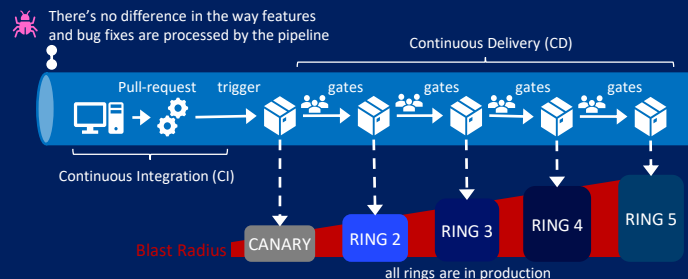 There's no difference in the way features
and bug fixes are processed by the pipeline
Continuous Delivery (CD)
Pull-request
trigger
gates
gates
gates
gates
Continuous Integration (CI)
Blast Radius
CANARY
RING 2
RING 3
RING 4
RING 5
all rings are in production